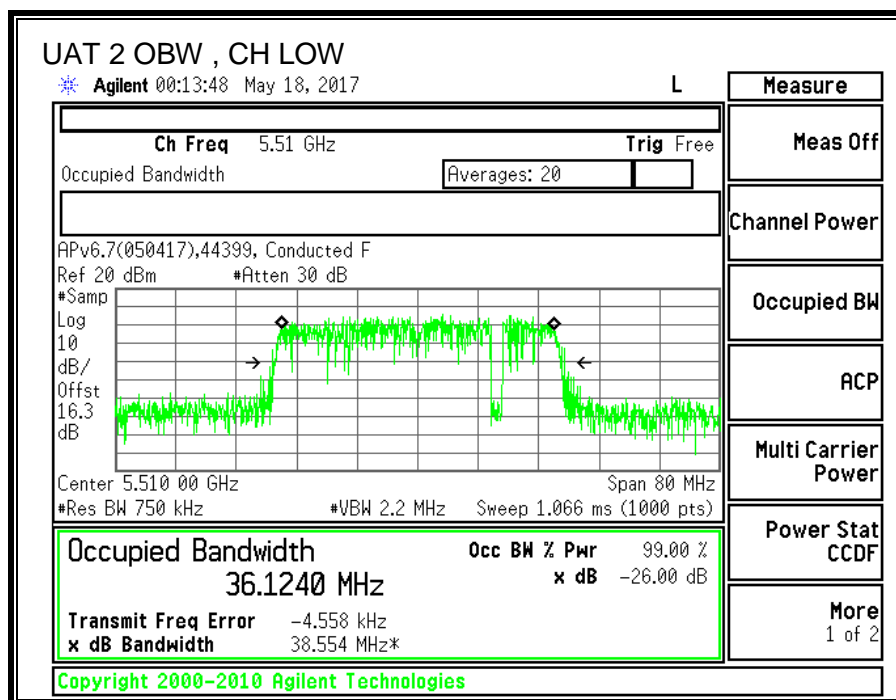 UAT 2 OBW , CH LOW
Agilent 00:13:48 May 18, 2017 L
Measure
Ch Freq 5.51 GHz Trig Free
Meas Off
Occupied Bandwidth Averages: 20
Channel Power
APv6.7(050417),44399, Conducted F
Ref 20 dBm #Atten 30 dB
#Samp
Log
10
dB/
Offst
16.3
dB
Occupied BW
ACP
Multi Carrier
Power
Center 5.510 00 GHz Span 80 MHz
#Res BW 750 kHz #VBW 2.2 MHz Sweep 1.066 ms (1000 pts)
Power Stat
CCDF
Occupied Bandwidth Occ BW % Pwr 99.00 %
36.1240 MHz x dB -26.00 dB
Transmit Freq Error -4.558 kHz
x dB Bandwidth 38.554 MHz*
More
1 of 2
Copyright 2000-2010 Agilent Technologies